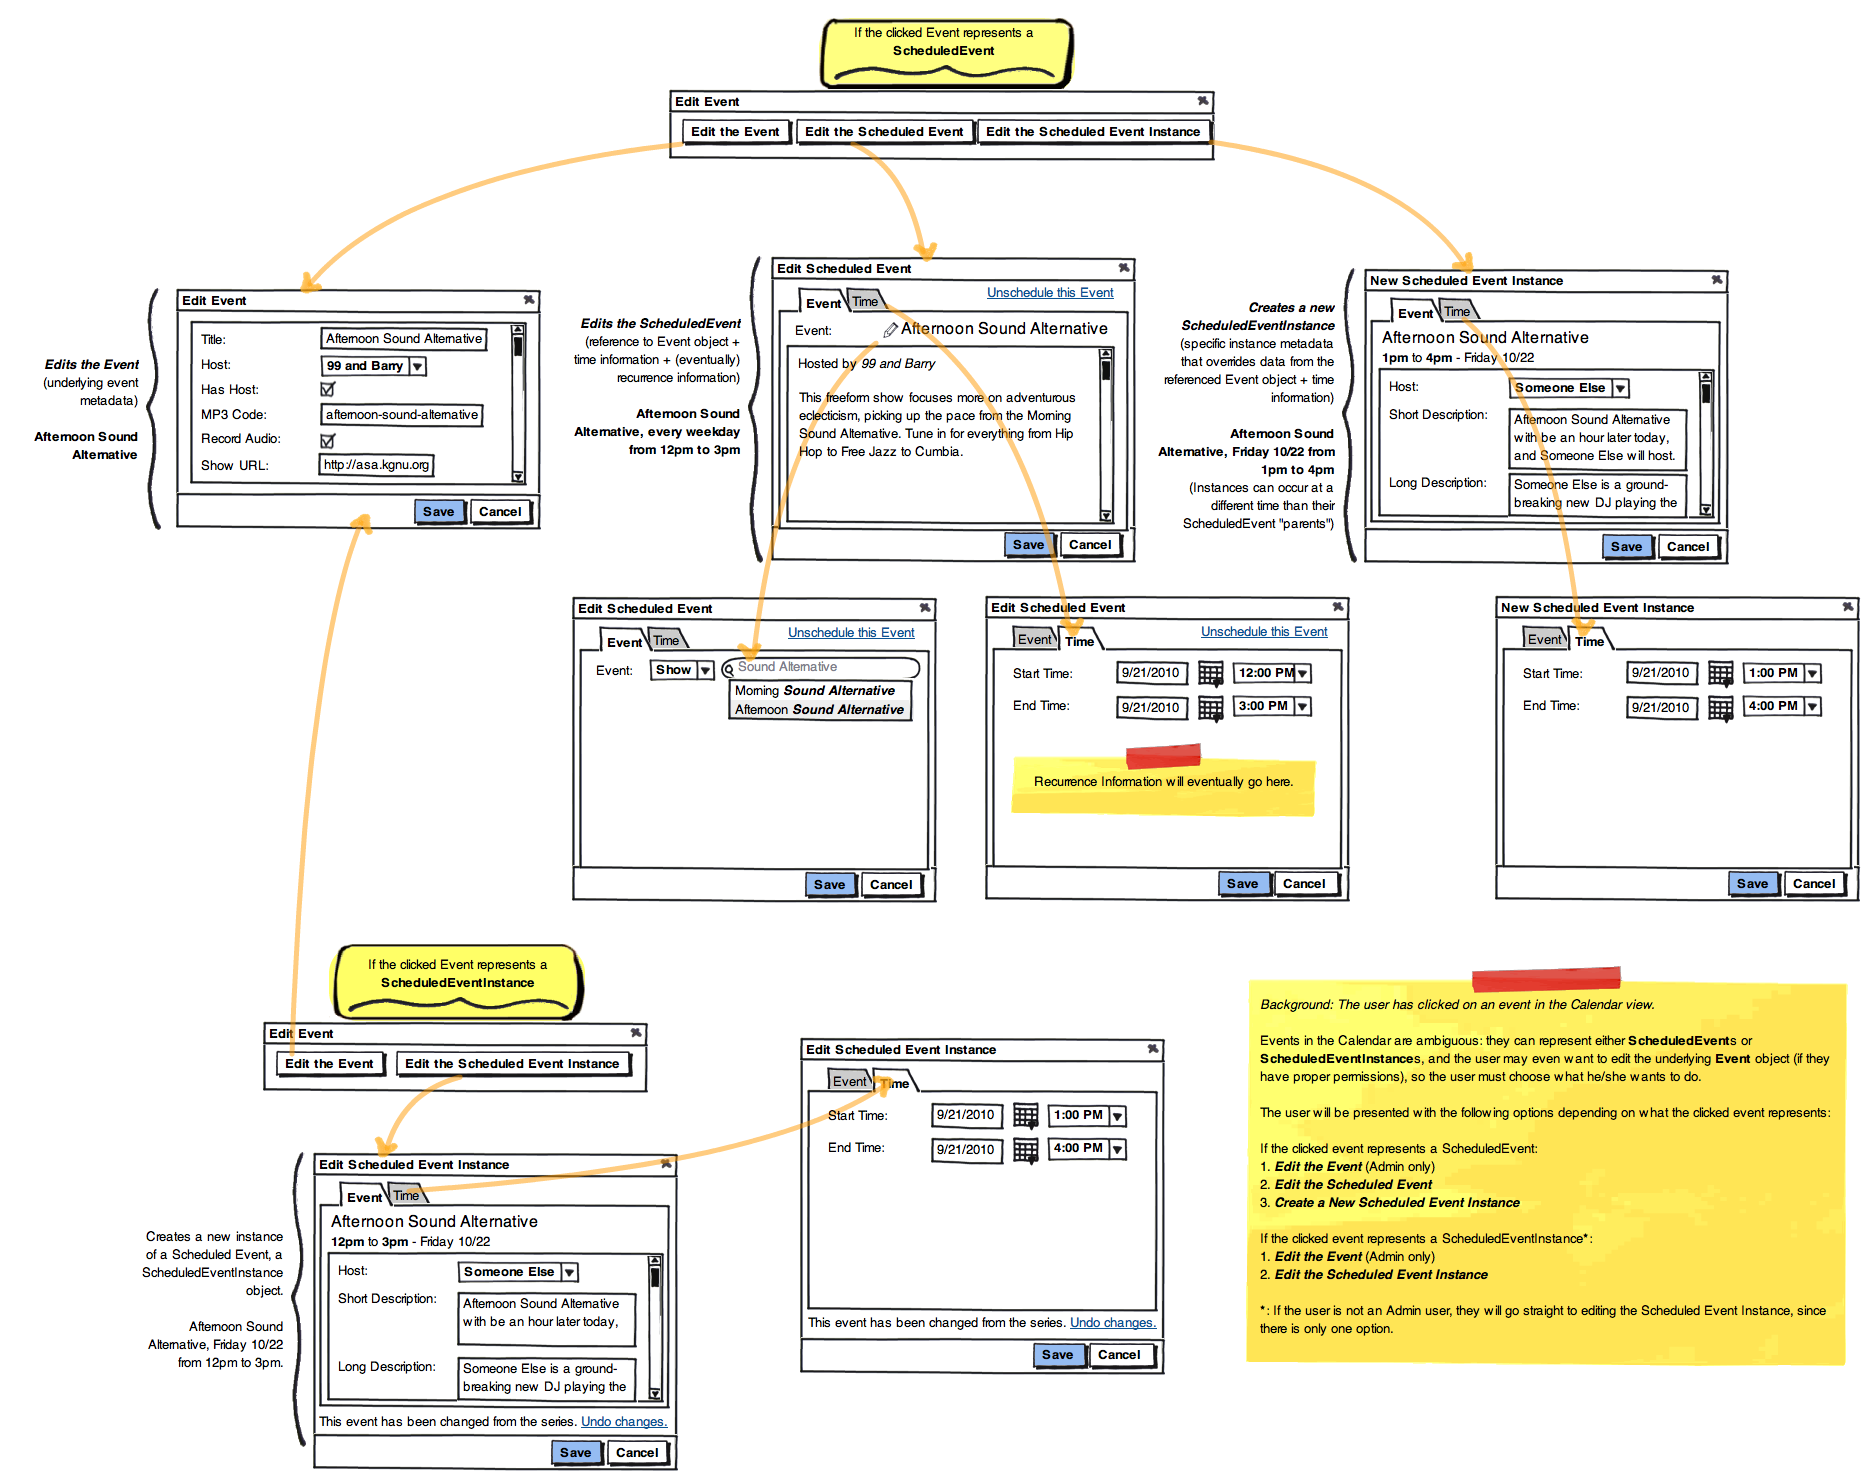 If the clicked Event represents a
ScheduledEvent
Edit Event
Edit the Event
Edit the Scheduled Event
Edit the Scheduled Event Instance
Edits the Event
(underlying event
metadata)
Afternoon Sound
Alternative
Edit Event
Title:
Afternoon Sound Alternative
Host:
99 and Barry
Has Host:
MP3 Code:
afternoon-sound-alternative
Record Audio:
Show URL:
http://asa.kgnu.org
Save
Cancel
Edits the ScheduledEvent
(reference to Event object +
time information + (eventually)
recurrence information)
Afternoon Sound
Alternative, every weekday
from 12pm to 3pm
Edit Scheduled Event
Event
Time
Unschedule this Event
Event:
Afternoon Sound Alternative
Hosted by 99 and Barry
This freeform show focuses more on adventurous
eclecticism, picking up the pace from the Morning
Sound Alternative. Tune in for everything from Hip
Hop to Free Jazz to Cumbia.
Save
Cancel
Creates a new
ScheduledEventInstance
(specific instance metadata
that overrides data from the
referenced Event object + time
information)
Afternoon Sound
Alternative, Friday 10/22 from
1pm to 4pm
(Instances can occur at a
different time than their
ScheduledEvent "parents")
New Scheduled Event Instance
Event
Time
Afternoon Sound Alternative
1pm to 4pm - Friday 10/22
Host:
Someone Else
Short Description:
Afternoon Sound Alternative
with be an hour later today,
and Someone Else will host.
Long Description:
Someone Else is a ground-
breaking new DJ playing the
Save
Cancel
Edit Scheduled Event
Event
Time
Unschedule this Event
Event:
Show
Sound Alternative
Morning Sound Alternative
Afternoon Sound Alternative
Save
Cancel
Edit Scheduled Event
Event
Time
Unschedule this Event
Start Time:
9/21/2010
12:00 PM
End Time:
9/21/2010
3:00 PM
Recurrence Information will eventually go here.
Save
Cancel
New Scheduled Event Instance
Event
Time
Start Time:
9/21/2010
1:00 PM
End Time:
9/21/2010
4:00 PM
Save
Cancel
If the clicked Event represents a
ScheduledEventInstance
Edit Event
Edit the Event
Edit the Scheduled Event Instance
Creates a new instance
of a Scheduled Event, a
ScheduledEventInstance
object.
Afternoon Sound
Alternative, Friday 10/22
from 12pm to 3pm.
Edit Scheduled Event Instance
Event
Time
Afternoon Sound Alternative
12pm to 3pm - Friday 10/22
Host:
Someone Else
Short Description:
Afternoon Sound Alternative
with be an hour later today,
Long Description:
Someone Else is a ground-
breaking new DJ playing the
This event has been changed from the series. Undo changes.
Save
Cancel
Edit Scheduled Event Instance
Event
Time
Start Time:
9/21/2010
1:00 PM
End Time:
9/21/2010
4:00 PM
This event has been changed from the series. Undo changes.
Save
Cancel
Background: The user has clicked on an event in the Calendar view.
Events in the Calendar are ambiguous: they can represent either ScheduledEvents or
ScheduledEventInstances, and the user may even want to edit the underlying Event object (if they
have proper permissions), so the user must choose what he/she wants to do.
The user will be presented with the following options depending on what the clicked event represents:
If the clicked event represents a ScheduledEvent:
1. Edit the Event (Admin only)
2. Edit the Scheduled Event
3. Create a New Scheduled Event Instance
If the clicked event represents a ScheduledEventInstance*:
1. Edit the Event (Admin only)
2. Edit the Scheduled Event Instance
*: If the user is not an Admin user, they will go straight to editing the Scheduled Event Instance, since
there is only one option.